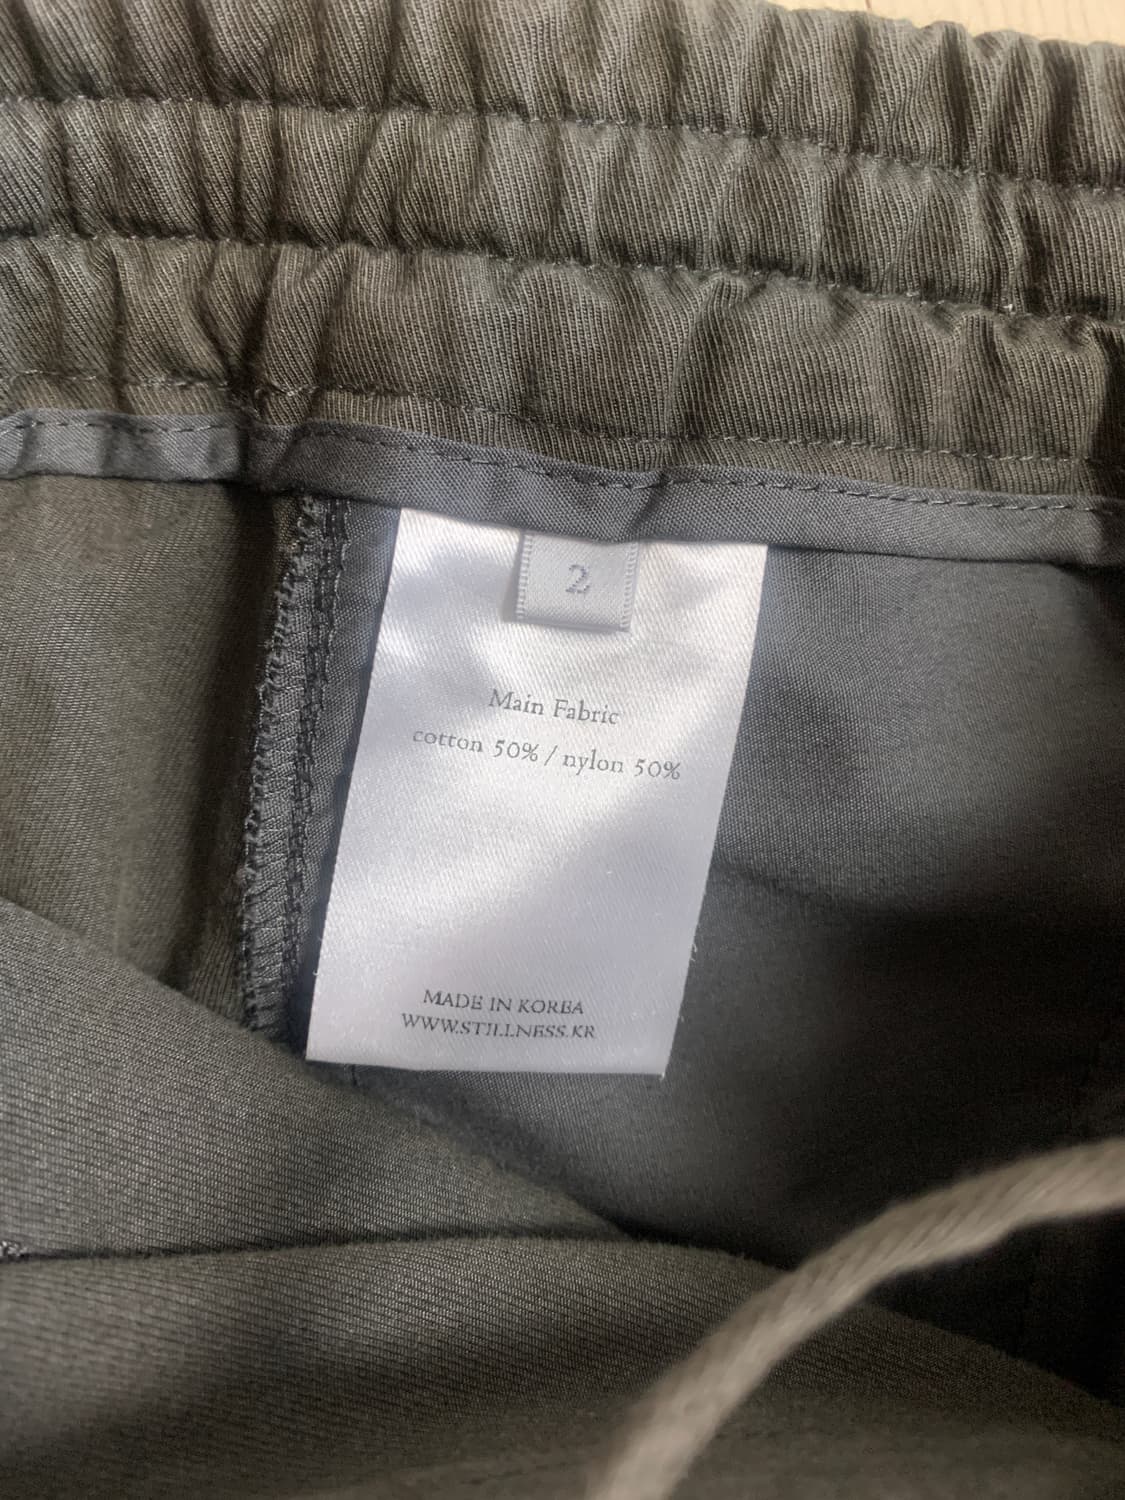 2
Main Fabric
cotton 50% / nylon 50%
MADE IN KOREA
WWW.STILLNESS.KR